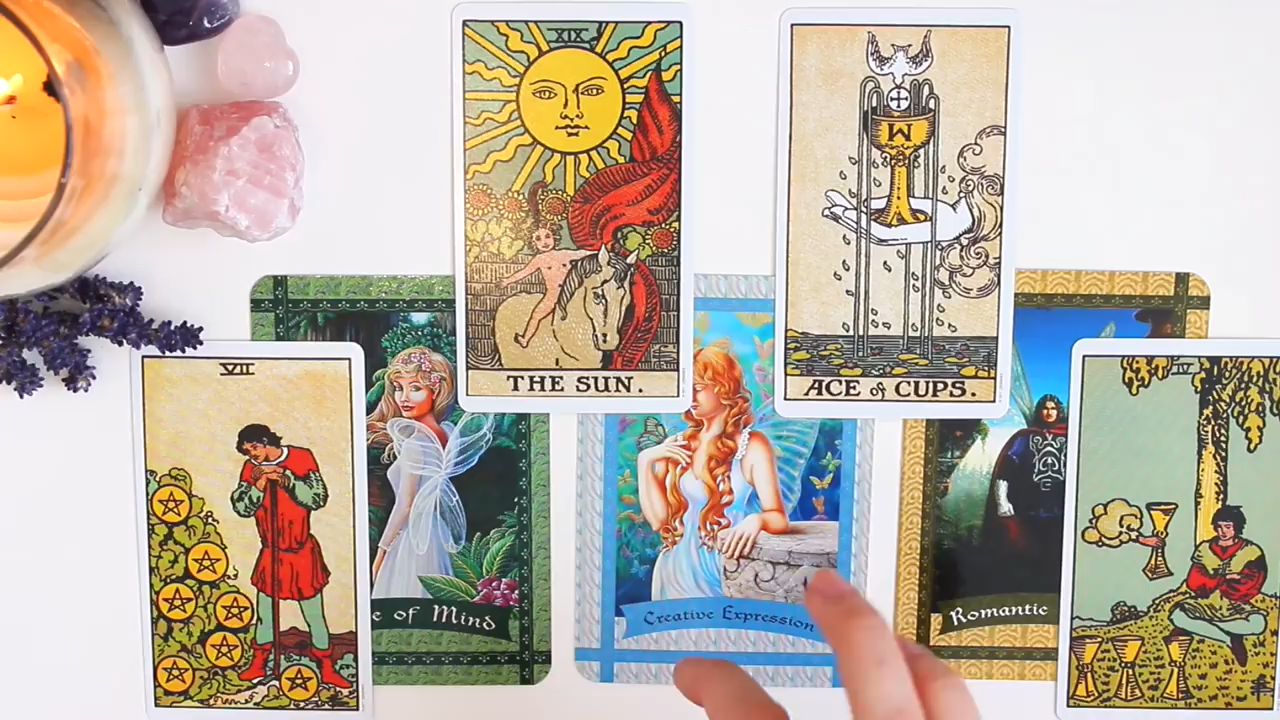 XIX
THE SUN.
ACE of CUPS.
VII
e of Mind
Creative Expression
Romantic
IV